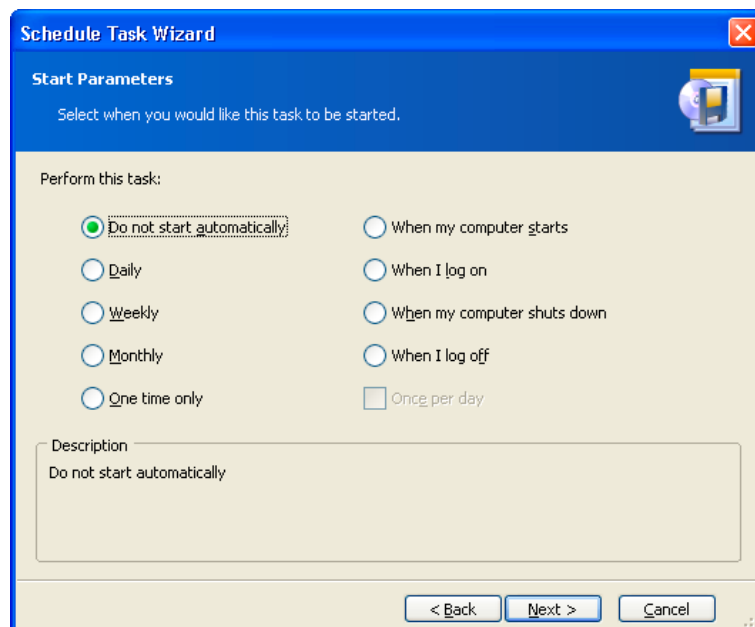 Schedule Task Wizard
Start Parameters
Select when you would like this task to be started.
Perform this task:
Do not start automatically
When my computer starts
Daily
When I log on
Weekly
When my computer shuts down
Monthly
When I log off
One time only
Once per day
Description
Do not start automatically
< Back
Next >
Cancel